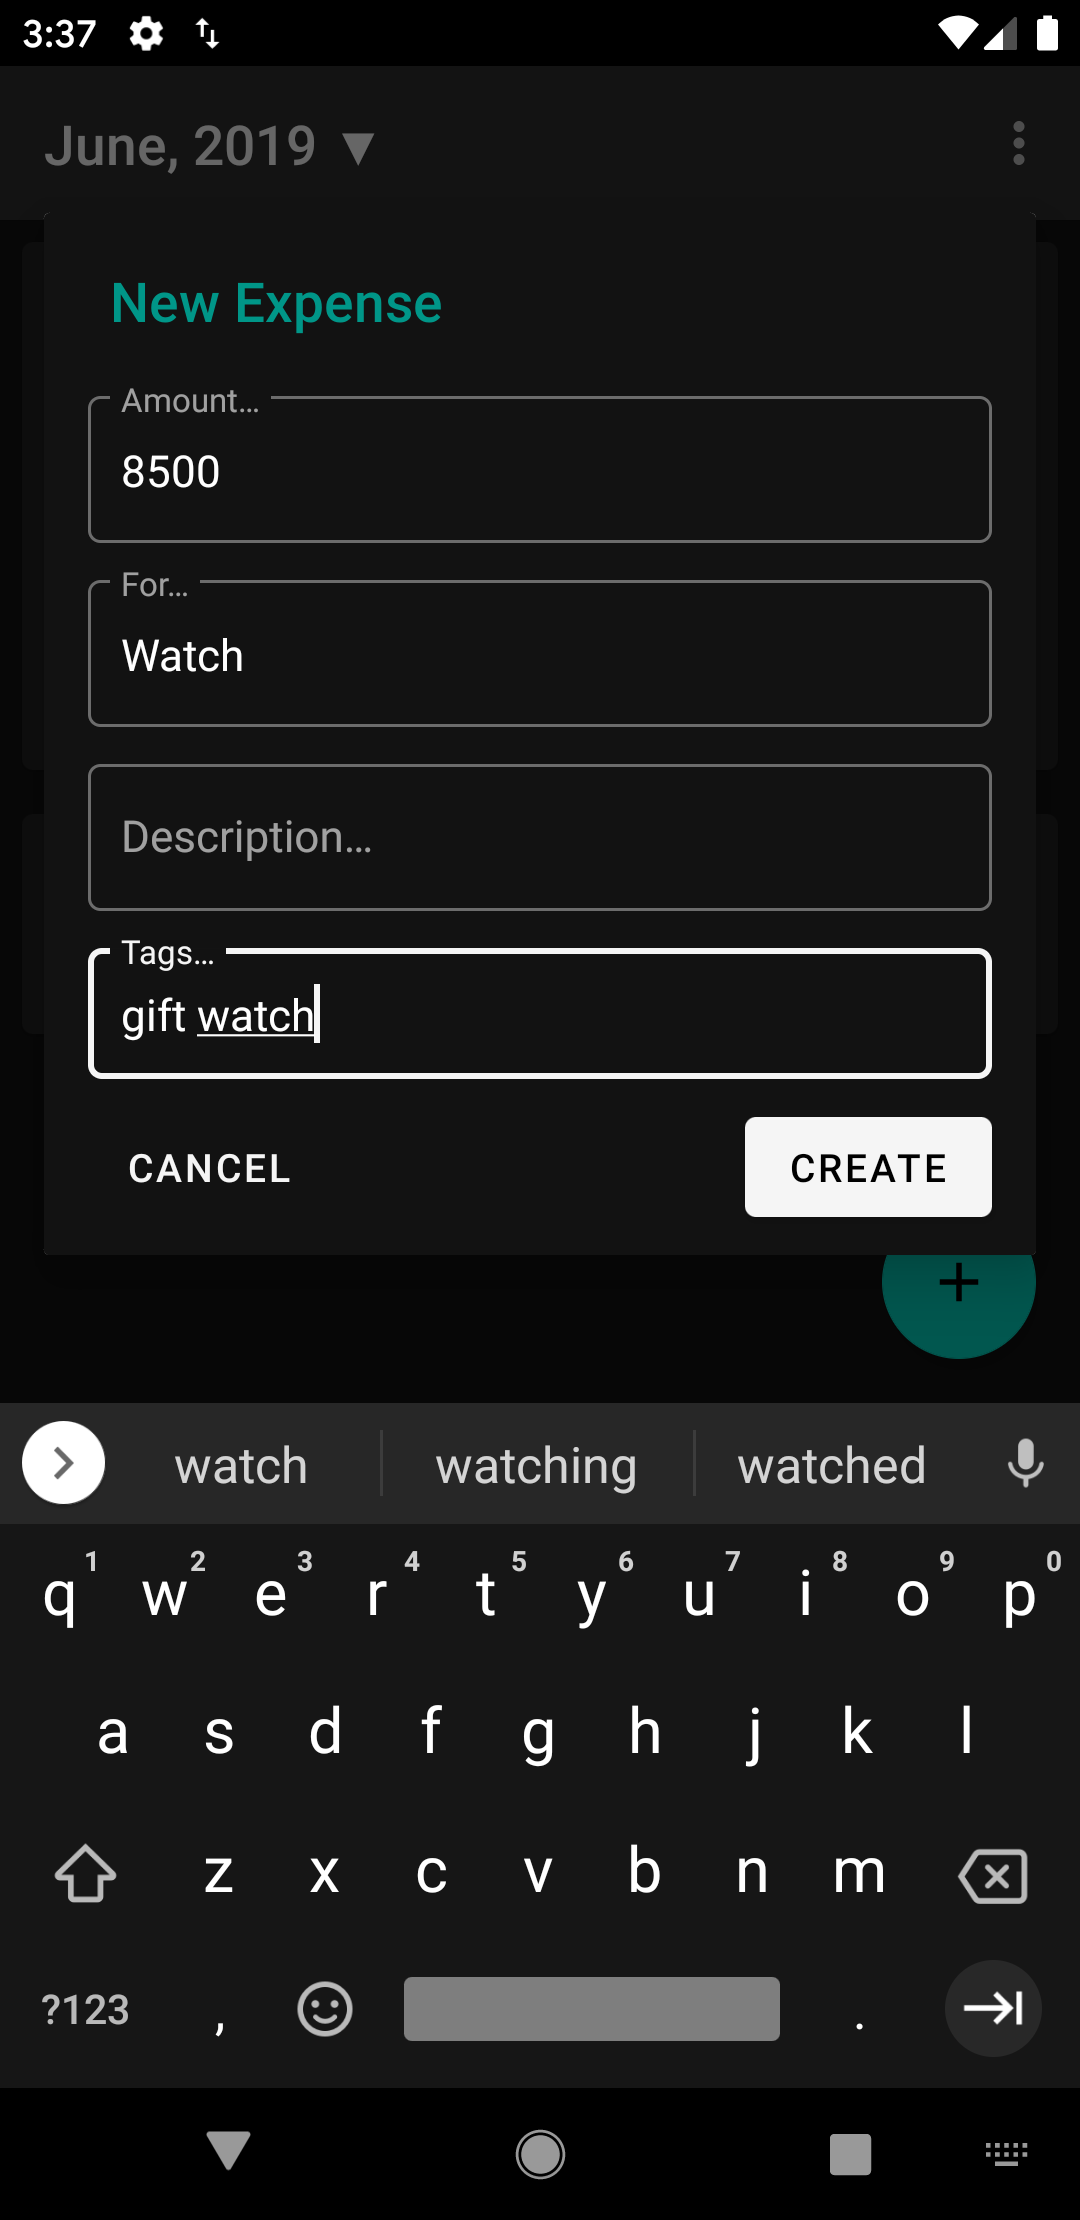 3:37
June, 2019 ▼
New Expense
Amount...
8500
For...
Watch
Description...
Tags...
gift watch
CANCEL
CREATE
+
watch
watching
watched
1 2 3 4 5 6 7 8 9 0
q w e r t y u i o p
a s d f g h j k l
z x c v b n m
?123 , .